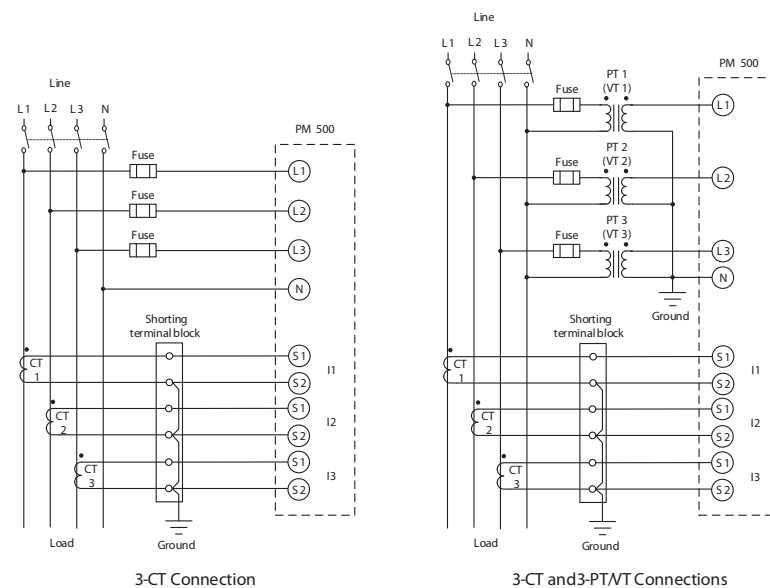 Line
L1 L2 L3 N
PM 500
Fuse
L1
Fuse
L2
Fuse
L3
N
Shorting
terminal block
CT
1
S1
I1
S2
CT
2
S1
I2
S2
CT
3
S1
I3
S2
Load
Ground
3-CT Connection
Line
L1 L2 L3 N
PM 500
PT 1
(VT 1)
Fuse
L1
PT 2
(VT 2)
Fuse
L2
PT 3
(VT 3)
Fuse
L3
N
Ground
Shorting
terminal block
CT
1
S1
I1
S2
CT
2
S1
I2
S2
CT
3
S1
I3
S2
Load
Ground
3-CT and3-PT/VT Connections